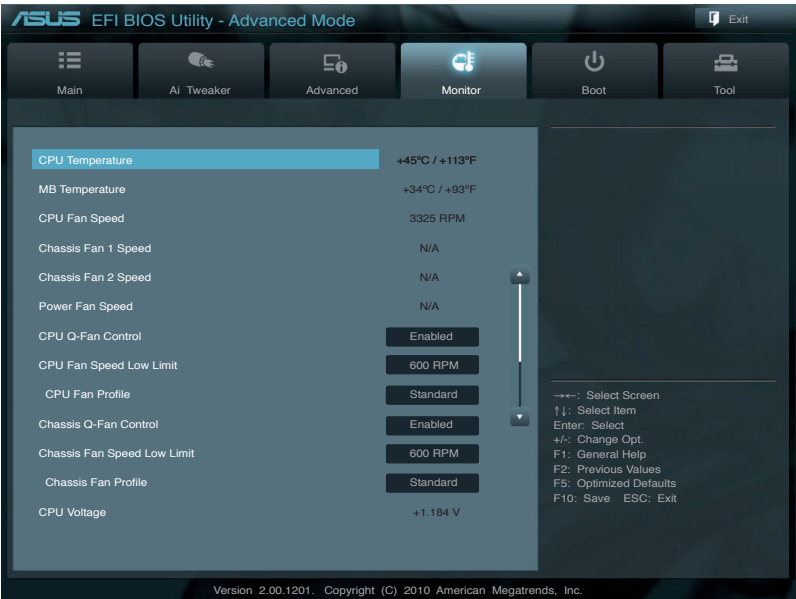 ASUS EFI BIOS Utility - Advanced Mode
Exit
Main Ai Tweaker Advanced Monitor Boot Tool
CPU Temperature +45ºC / +113ºF
MB Temperature +34ºC / +93ºF
CPU Fan Speed 3325 RPM
Chassis Fan 1 Speed N/A
Chassis Fan 2 Speed N/A
Power Fan Speed N/A
CPU Q-Fan Control Enabled
CPU Fan Speed Low Limit 600 RPM
CPU Fan Profile Standard
Chassis Q-Fan Control Enabled
Chassis Fan Speed Low Limit 600 RPM
Chassis Fan Profile Standard
CPU Voltage +1.184 V
→←: Select Screen
↑↓: Select Item
Enter: Select
+/-: Change Opt.
F1: General Help
F2: Previous Values
F5: Optimized Defaults
F10: Save ESC: Exit
Version 2.00.1201. Copyright (C) 2010 American Megatrends, Inc.